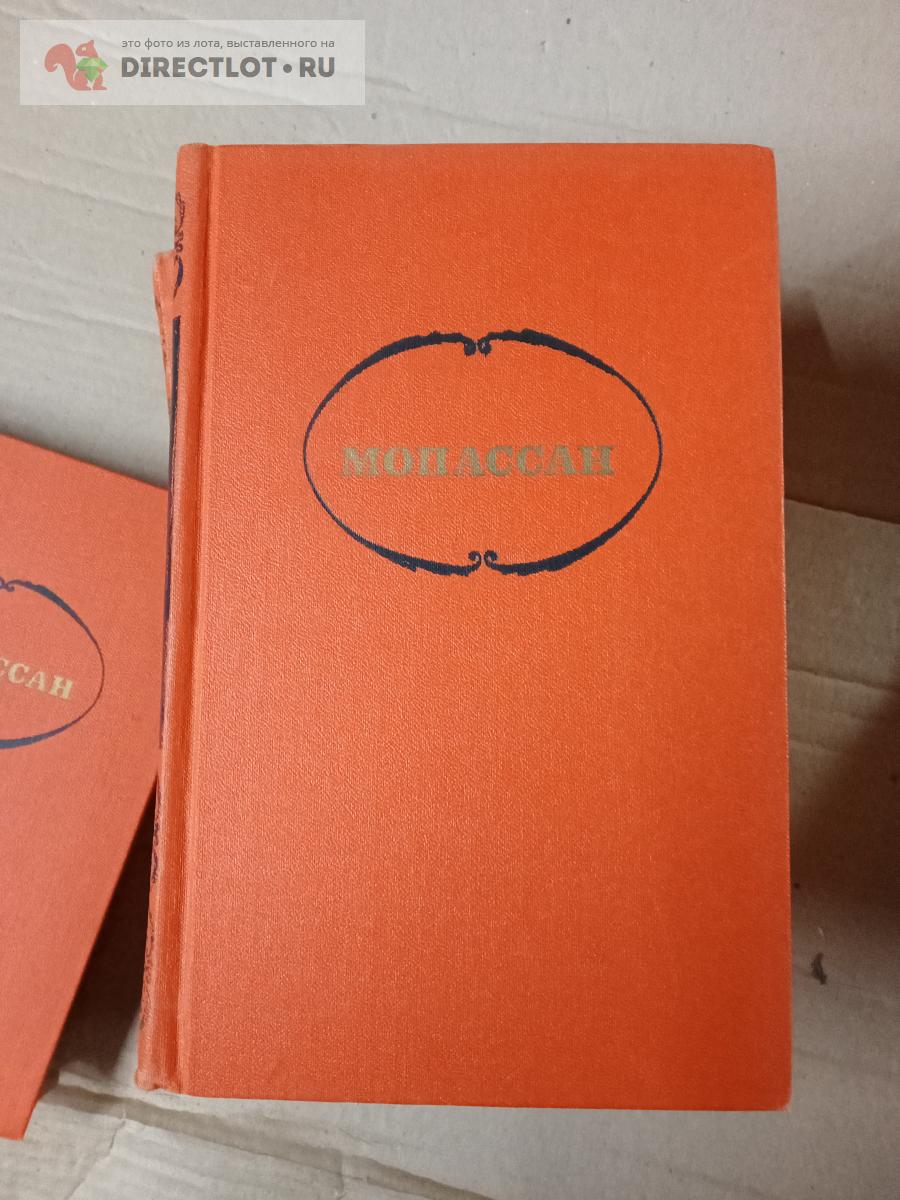 это фото из лота, выставленного на
DIRECTLOT•RU
МОПАССАН
ССАН